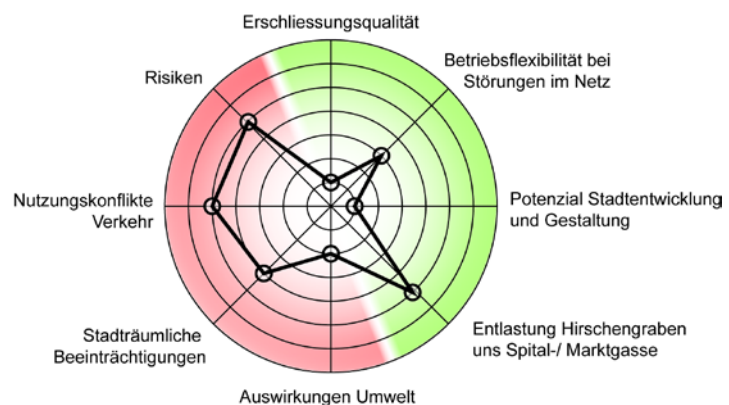 Erschliessungsqualität
Betriebsflexibilität bei
Störungen im Netz
Potenzial Stadtentwicklung
und Gestaltung
Entlastung Hirschengraben
uns Spital-/ Marktgasse
Auswirkungen Umwelt
Stadträumliche
Beeinträchtigungen
Nutzungskonflikte
Verkehr
Risiken